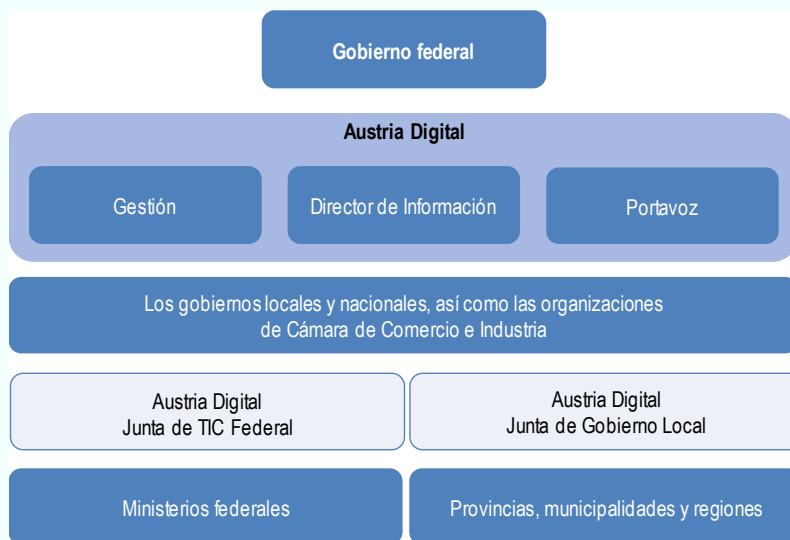 Gobierno federal
Austria Digital
Gestión
Director de Información
Portavoz
Los gobiernos locales y nacionales, así como las organizaciones
de Cámara de Comercio e Industria
Austria Digital
Junta de TIC Federal
Austria Digital
Junta de Gobierno Local
Ministerios federales
Provincias, municipalidades y regiones